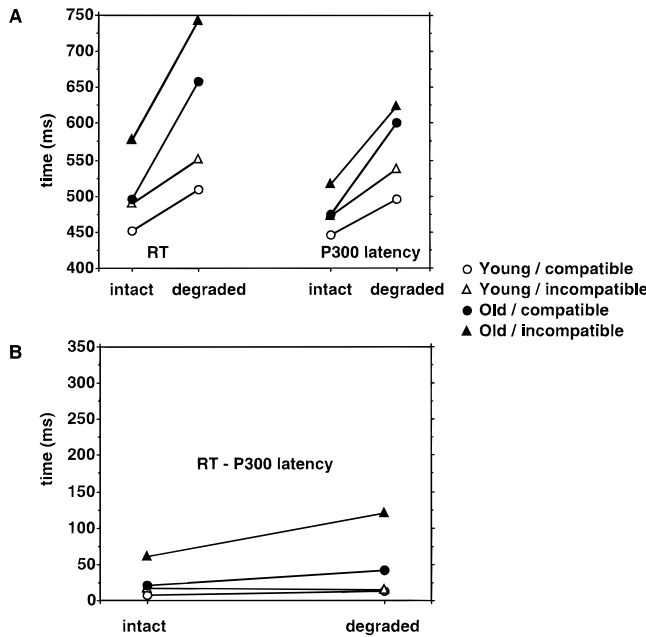 A
750
700
650
600
550
500
450
400
time (ms)
RT
P300 latency
intact degraded intact degraded
Young / compatible
Young / incompatible
Old / compatible
Old / incompatible
B
350
300
250
200
150
100
50
0
time (ms)
RT - P300 latency
intact degraded